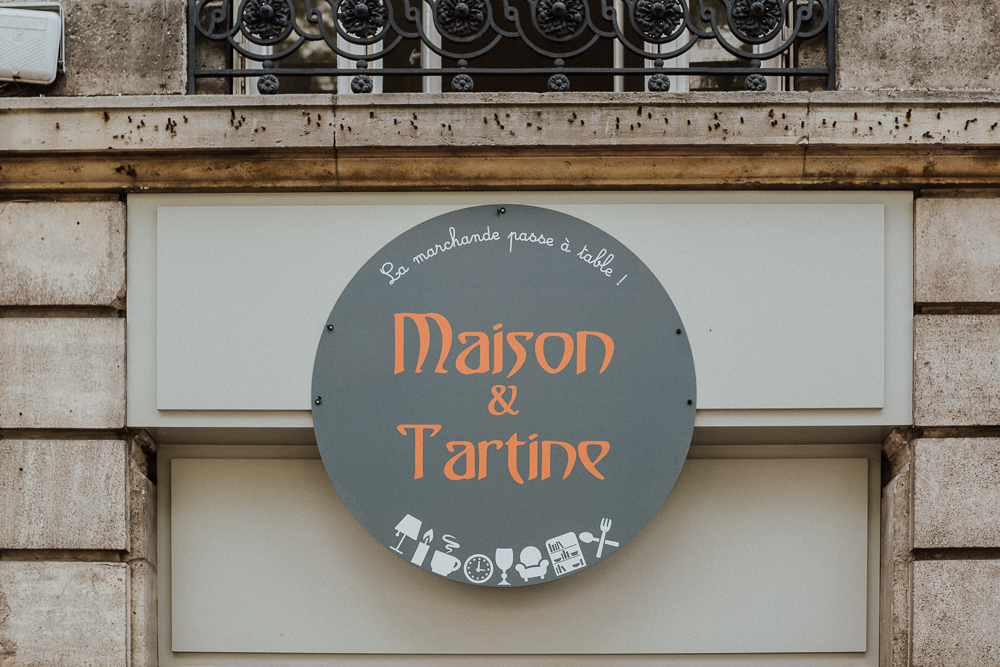 La marchande passe à table !
Maison
&
Tartine